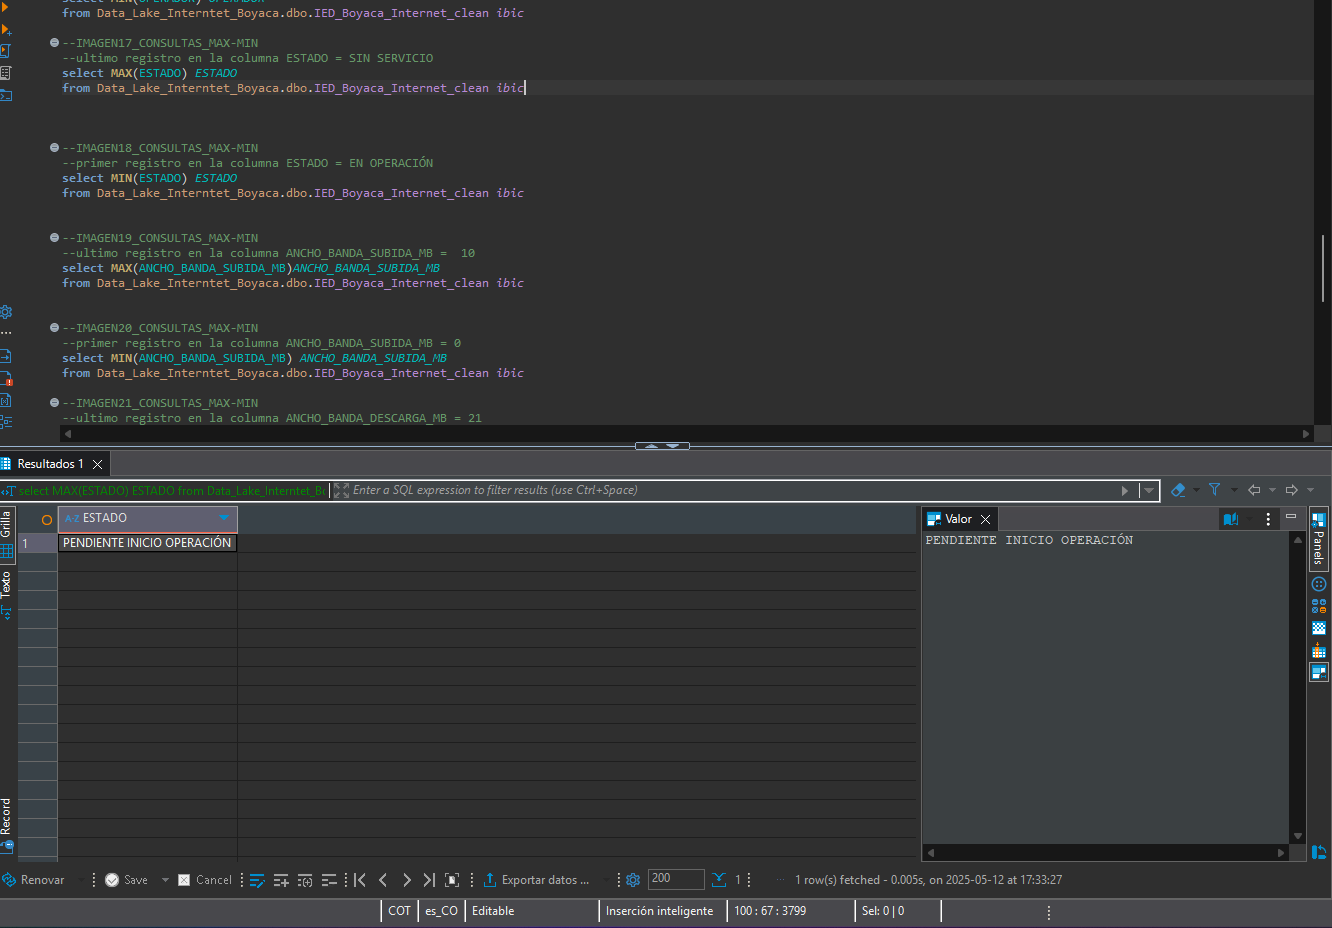 select MIN(OPERADOR) OPERADOR
from Data_Lake_Interntet_Boyaca.dbo.IED_Boyaca_Internet_clean ibic
--IMAGEN17_CONSULTAS_MAX-MIN
--ultimo registro en la columna ESTADO = SIN SERVICIO
select MAX(ESTADO) ESTADO
from Data_Lake_Interntet_Boyaca.dbo.IED_Boyaca_Internet_clean ibic
--IMAGEN18_CONSULTAS_MAX-MIN
--primer registro en la columna ESTADO = EN OPERACIÓN
select MIN(ESTADO) ESTADO
from Data_Lake_Interntet_Boyaca.dbo.IED_Boyaca_Internet_clean ibic
--IMAGEN19_CONSULTAS_MAX-MIN
--ultimo registro en la columna ANCHO_BANDA_SUBIDA_MB =  10
select MAX(ANCHO_BANDA_SUBIDA_MB)ANCHO_BANDA_SUBIDA_MB
from Data_Lake_Interntet_Boyaca.dbo.IED_Boyaca_Internet_clean ibic
--IMAGEN20_CONSULTAS_MAX-MIN
--primer registro en la columna ANCHO_BANDA_SUBIDA_MB = 0
select MIN(ANCHO_BANDA_SUBIDA_MB) ANCHO_BANDA_SUBIDA_MB
from Data_Lake_Interntet_Boyaca.dbo.IED_Boyaca_Internet_clean ibic
--IMAGEN21_CONSULTAS_MAX-MIN
--ultimo registro en la columna ANCHO_BANDA_DESCARGA_MB = 21
Resultados 1
select MAX(ESTADO) ESTADO from Data_Lake_Interntet_B
Enter a SQL expression to filter results (use Ctrl+Space)
Grilla
Texto
Record
A-Z ESTADO
1 PENDIENTE INICIO OPERACIÓN
Valor
PENDIENTE INICIO OPERACIÓN
Panels
Renovar Save Cancel Exportar datos ... 200 1 1 row(s) fetched - 0.005s, on 2025-05-12 at 17:33:27
COT es_CO Editable Inserción inteligente 100 : 67 : 3799 Sel: 0 | 0